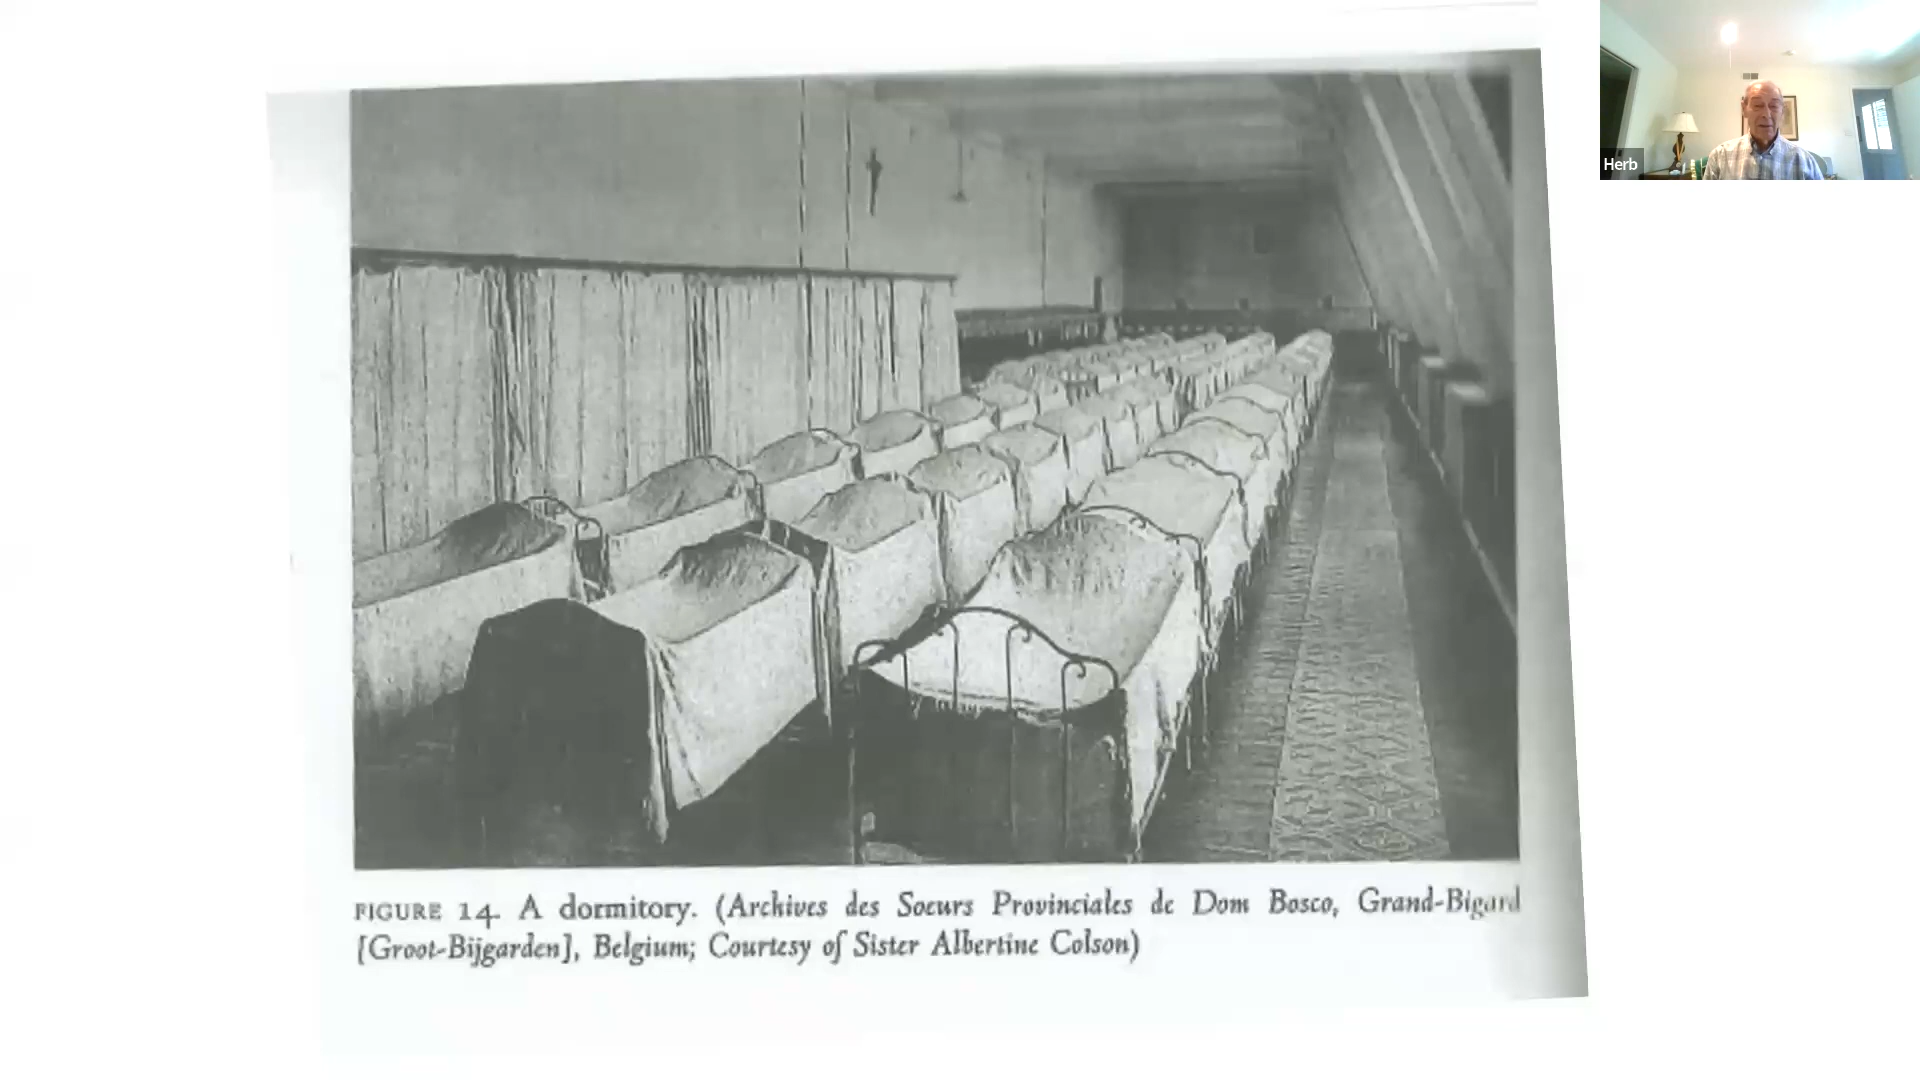 Herb
FIGURE 14. A dormitory. (Archives des Soeurs Provinciales de Dom Bosco, Grand-Bigard
[Groot-Bijgarden], Belgium; Courtesy of Sister Albertine Colson)